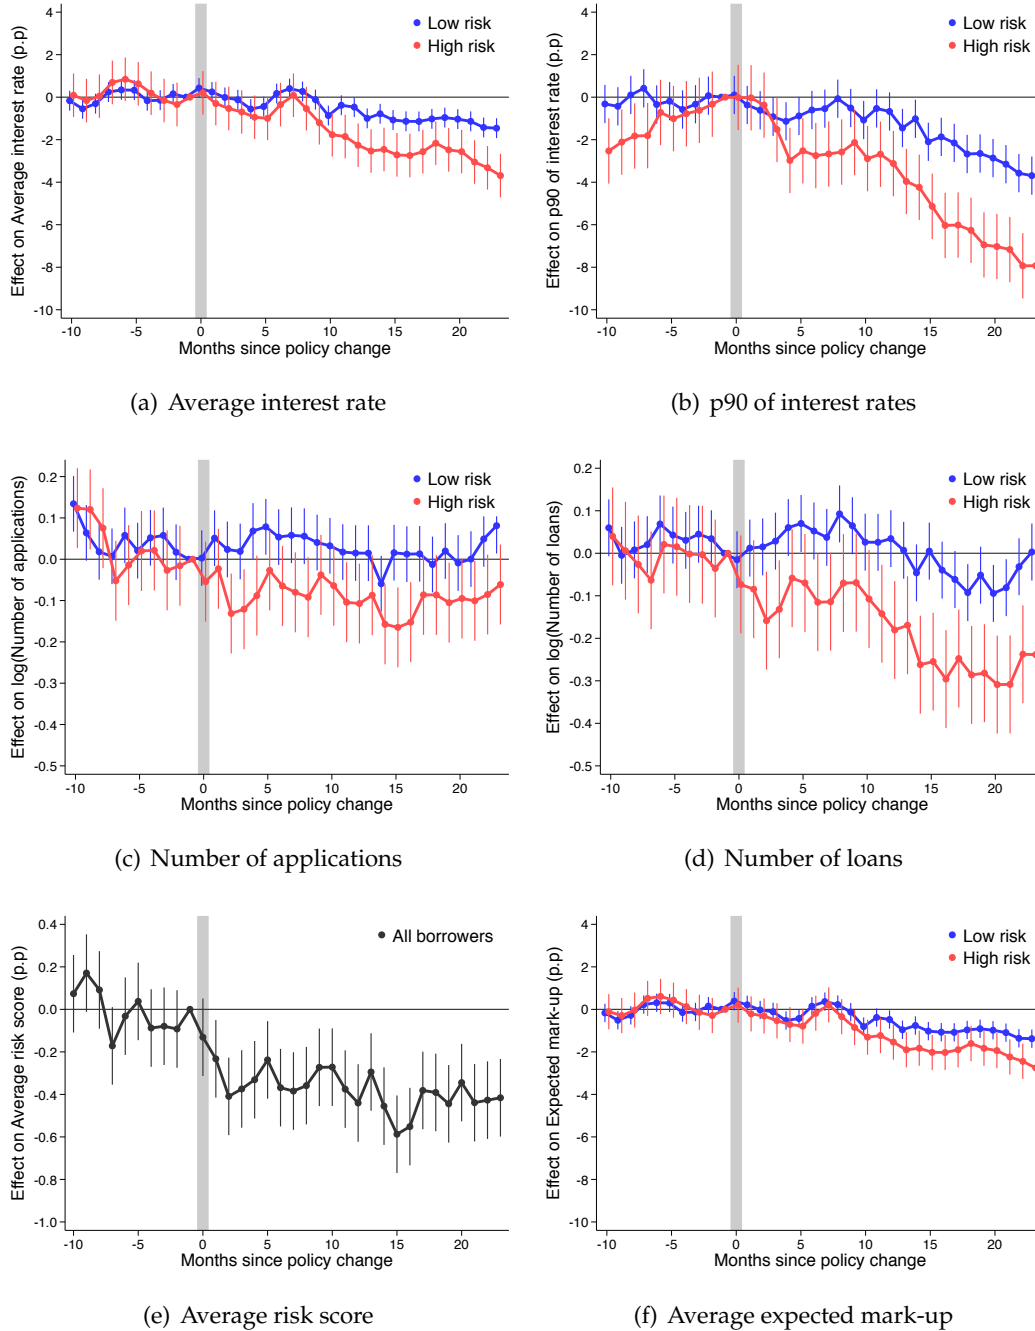 Effect on Average interest rate (p.p)
4
2
0
-2
-4
-6
-8
-10
Low risk
High risk
-10 -5 0 5 10 15 20
Months since policy change
(a) Average interest rate
Effect on p90 of interest rate (p.p)
4
2
0
-2
-4
-6
-8
-10
Low risk
High risk
-10 -5 0 5 10 15 20
Months since policy change
(b) p90 of interest rates
Effect on log(Number of applications)
0.2
0.1
0.0
-0.1
-0.2
-0.3
-0.4
-0.5
Low risk
High risk
-10 -5 0 5 10 15 20
Months since policy change
(c) Number of applications
Effect on log(Number of loans)
0.2
0.1
0.0
-0.1
-0.2
-0.3
-0.4
-0.5
Low risk
High risk
-10 -5 0 5 10 15 20
Months since policy change
(d) Number of loans
Effect on Average risk score (p.p)
0.4
0.2
0.0
-0.2
-0.4
-0.6
-0.8
-1.0
All borrowers
-10 -5 0 5 10 15 20
Months since policy change
(e) Average risk score
Effect on Expected mark-up (p.p)
4
2
0
-2
-4
-6
-8
-10
Low risk
High risk
-10 -5 0 5 10 15 20
Months since policy change
(f) Average expected mark-up